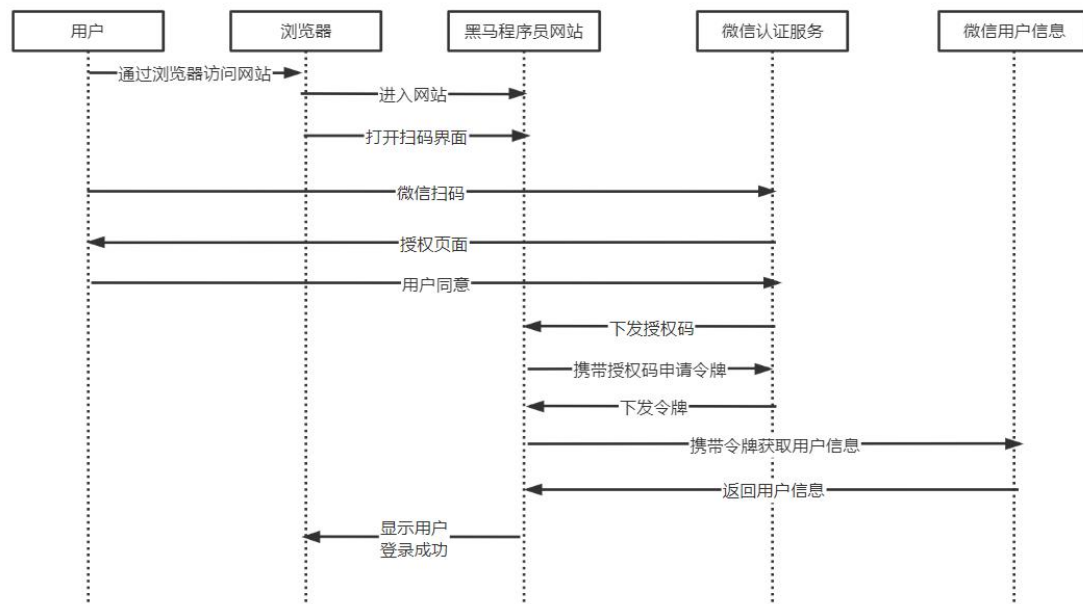 用户
浏览器
黑马程序员网站
微信认证服务
微信用户信息
通过浏览器访问网站
进入网站
打开扫码界面
微信扫码
授权页面
用户同意
下发授权码
携带授权码申请令牌
下发令牌
携带令牌获取用户信息
返回用户信息
显示用户
登录成功